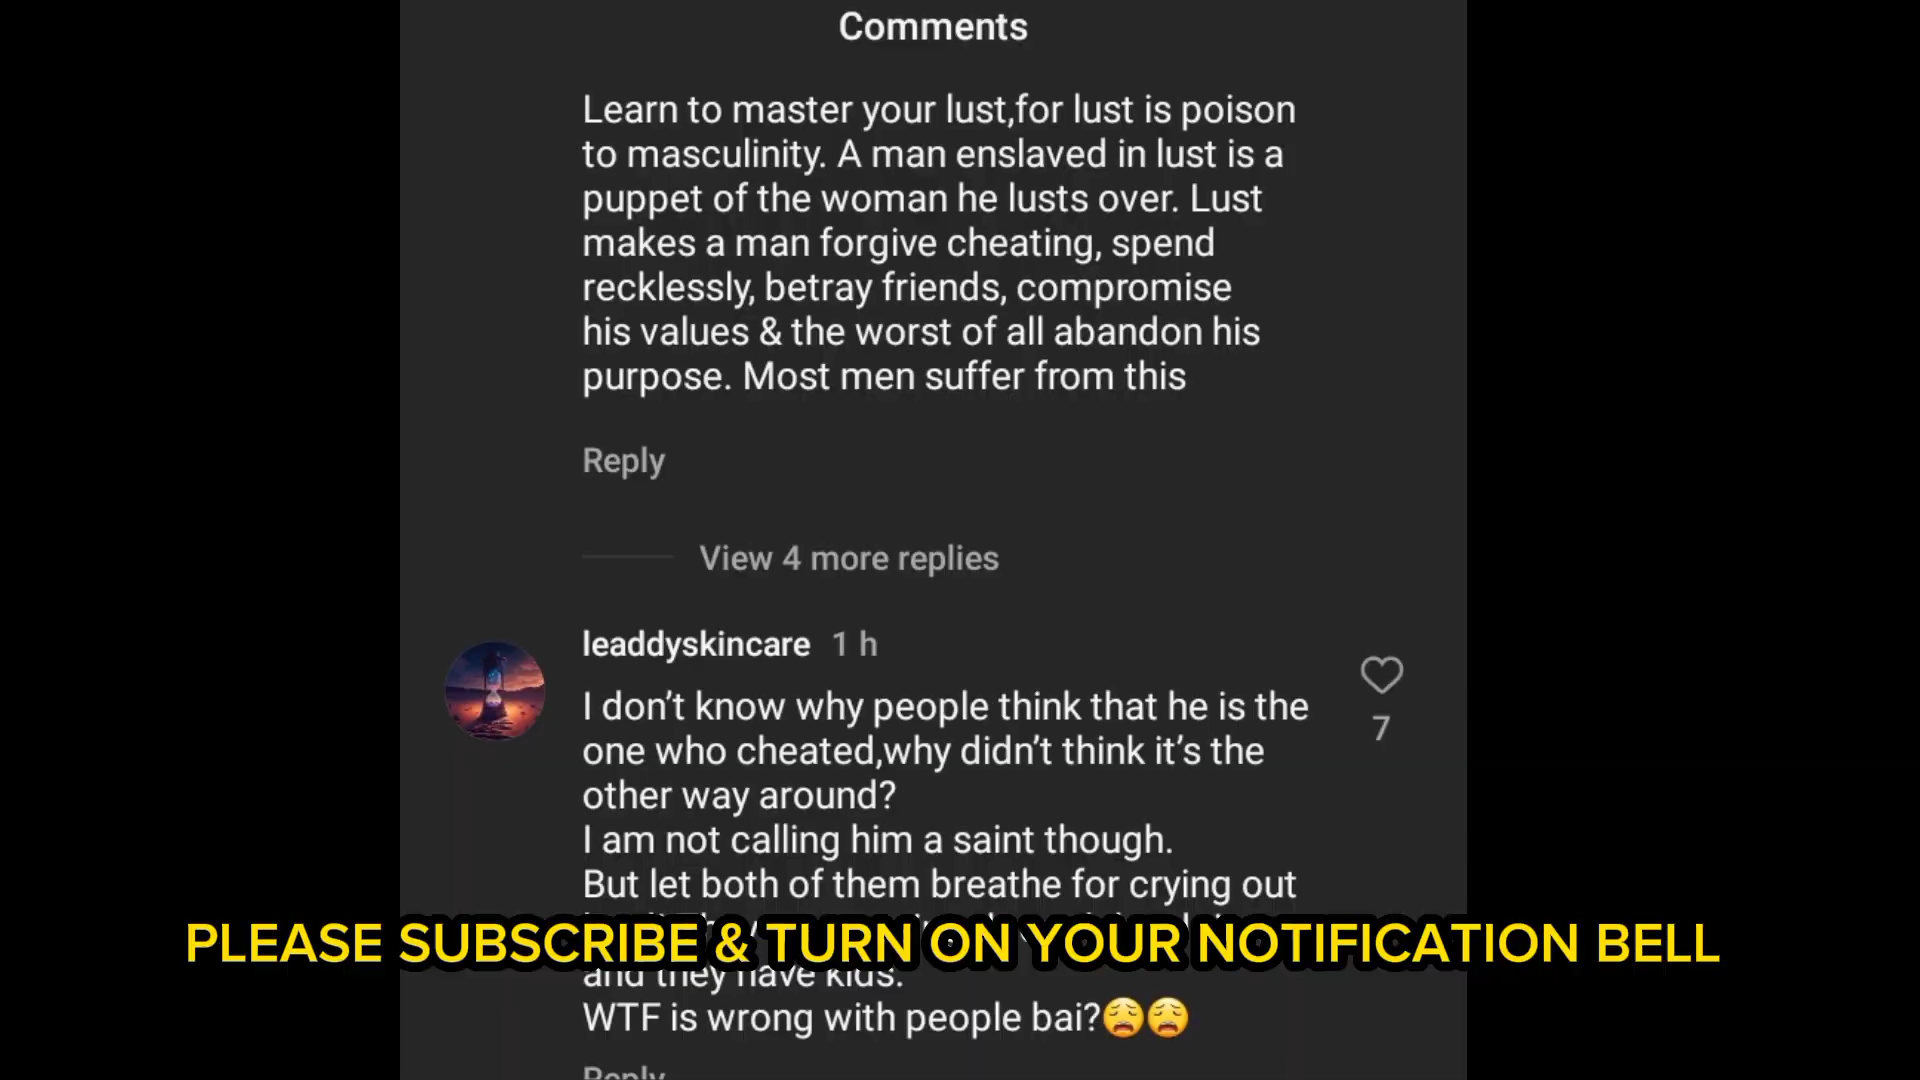 Comments
Learn to master your lust,for lust is poison
to masculinity. A man enslaved in lust is a
puppet of the woman he lusts over. Lust
makes a man forgive cheating, spend
recklessly, betray friends, compromise
his values & the worst of all abandon his
purpose. Most men suffer from this
Reply
View 4 more replies
leaddyskincare 1 h
I don’t know why people think that he is the
one who cheated,why didn’t think it’s the
other way around?
I am not calling him a saint though.
But let both of them breathe for crying out
PLEASE SUBSCRIBE & TURN ON YOUR NOTIFICATION BELL
and they have kids.
WTF is wrong with people bai?😩😩
Reply
7